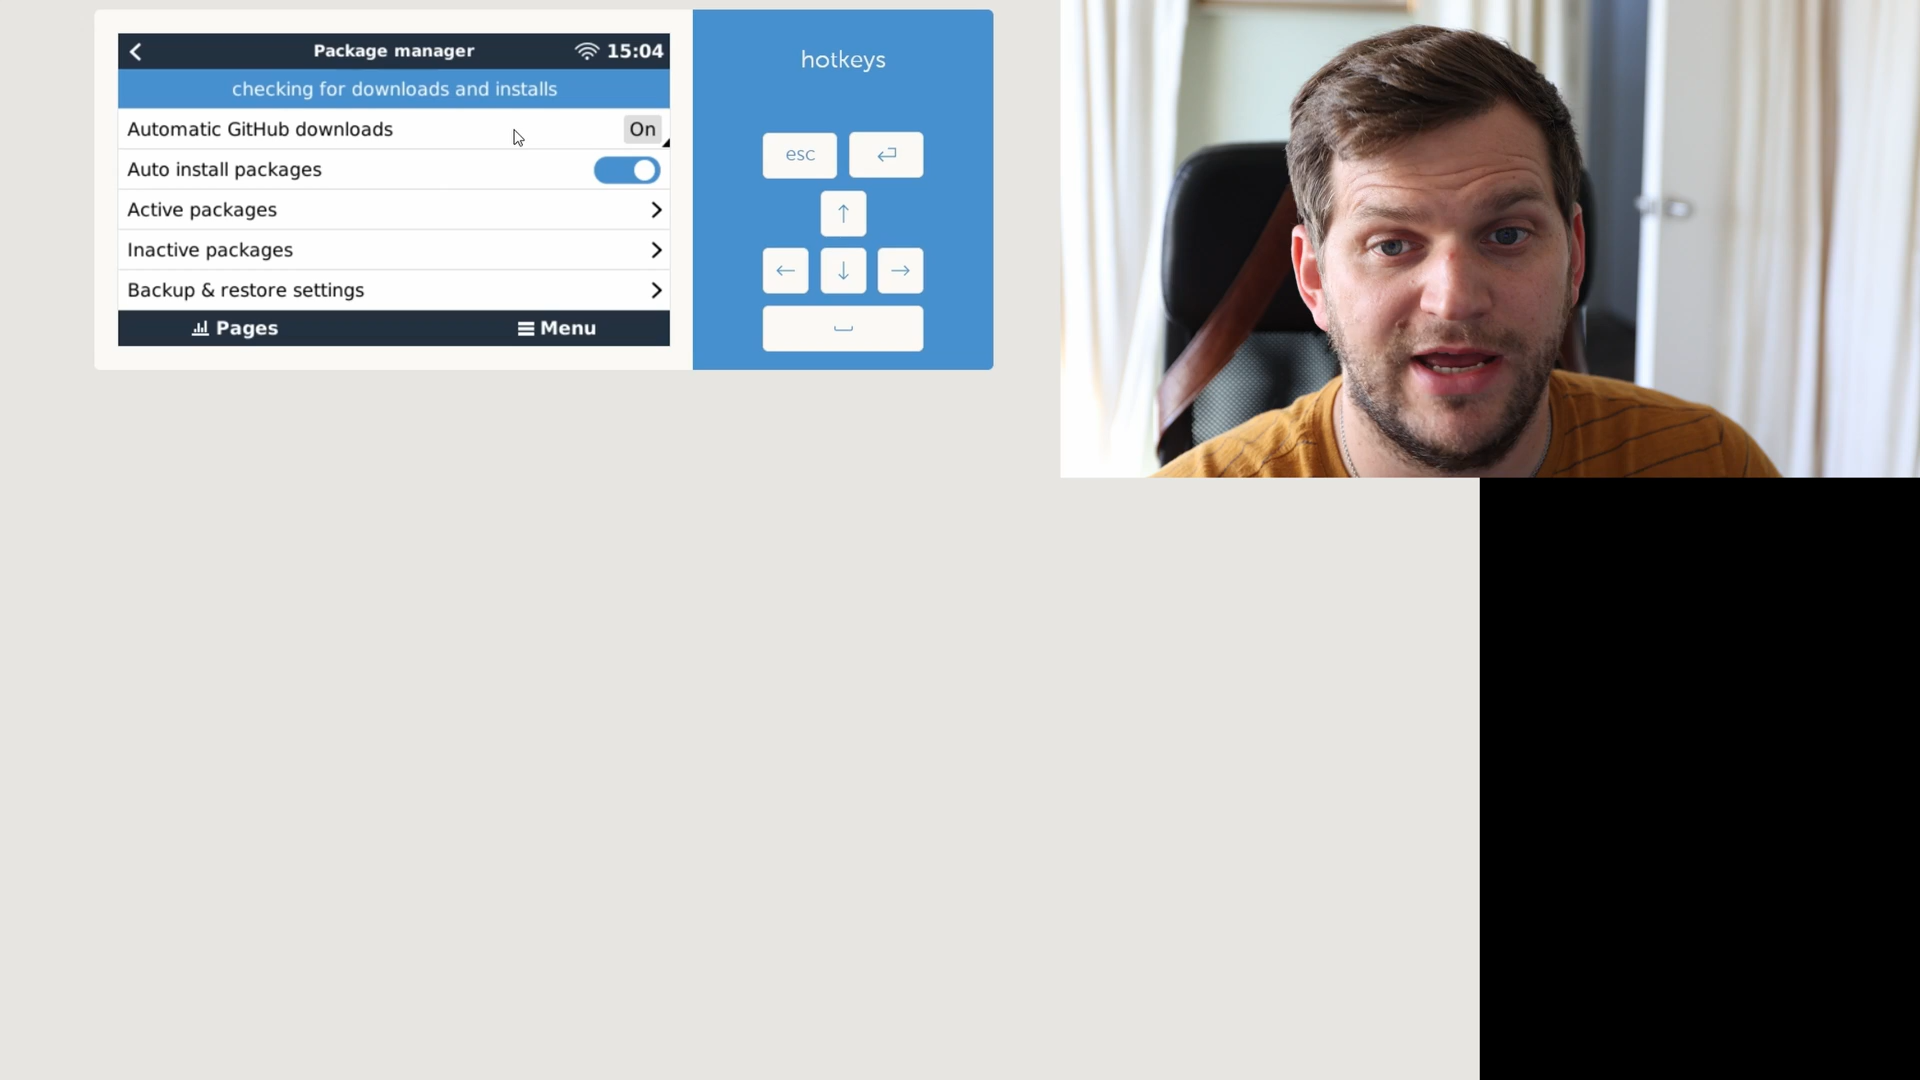 Package manager 15:04
checking for downloads and installs
Automatic GitHub downloads On
Auto install packages
Active packages
Inactive packages
Backup & restore settings
Pages Menu
hotkeys
esc